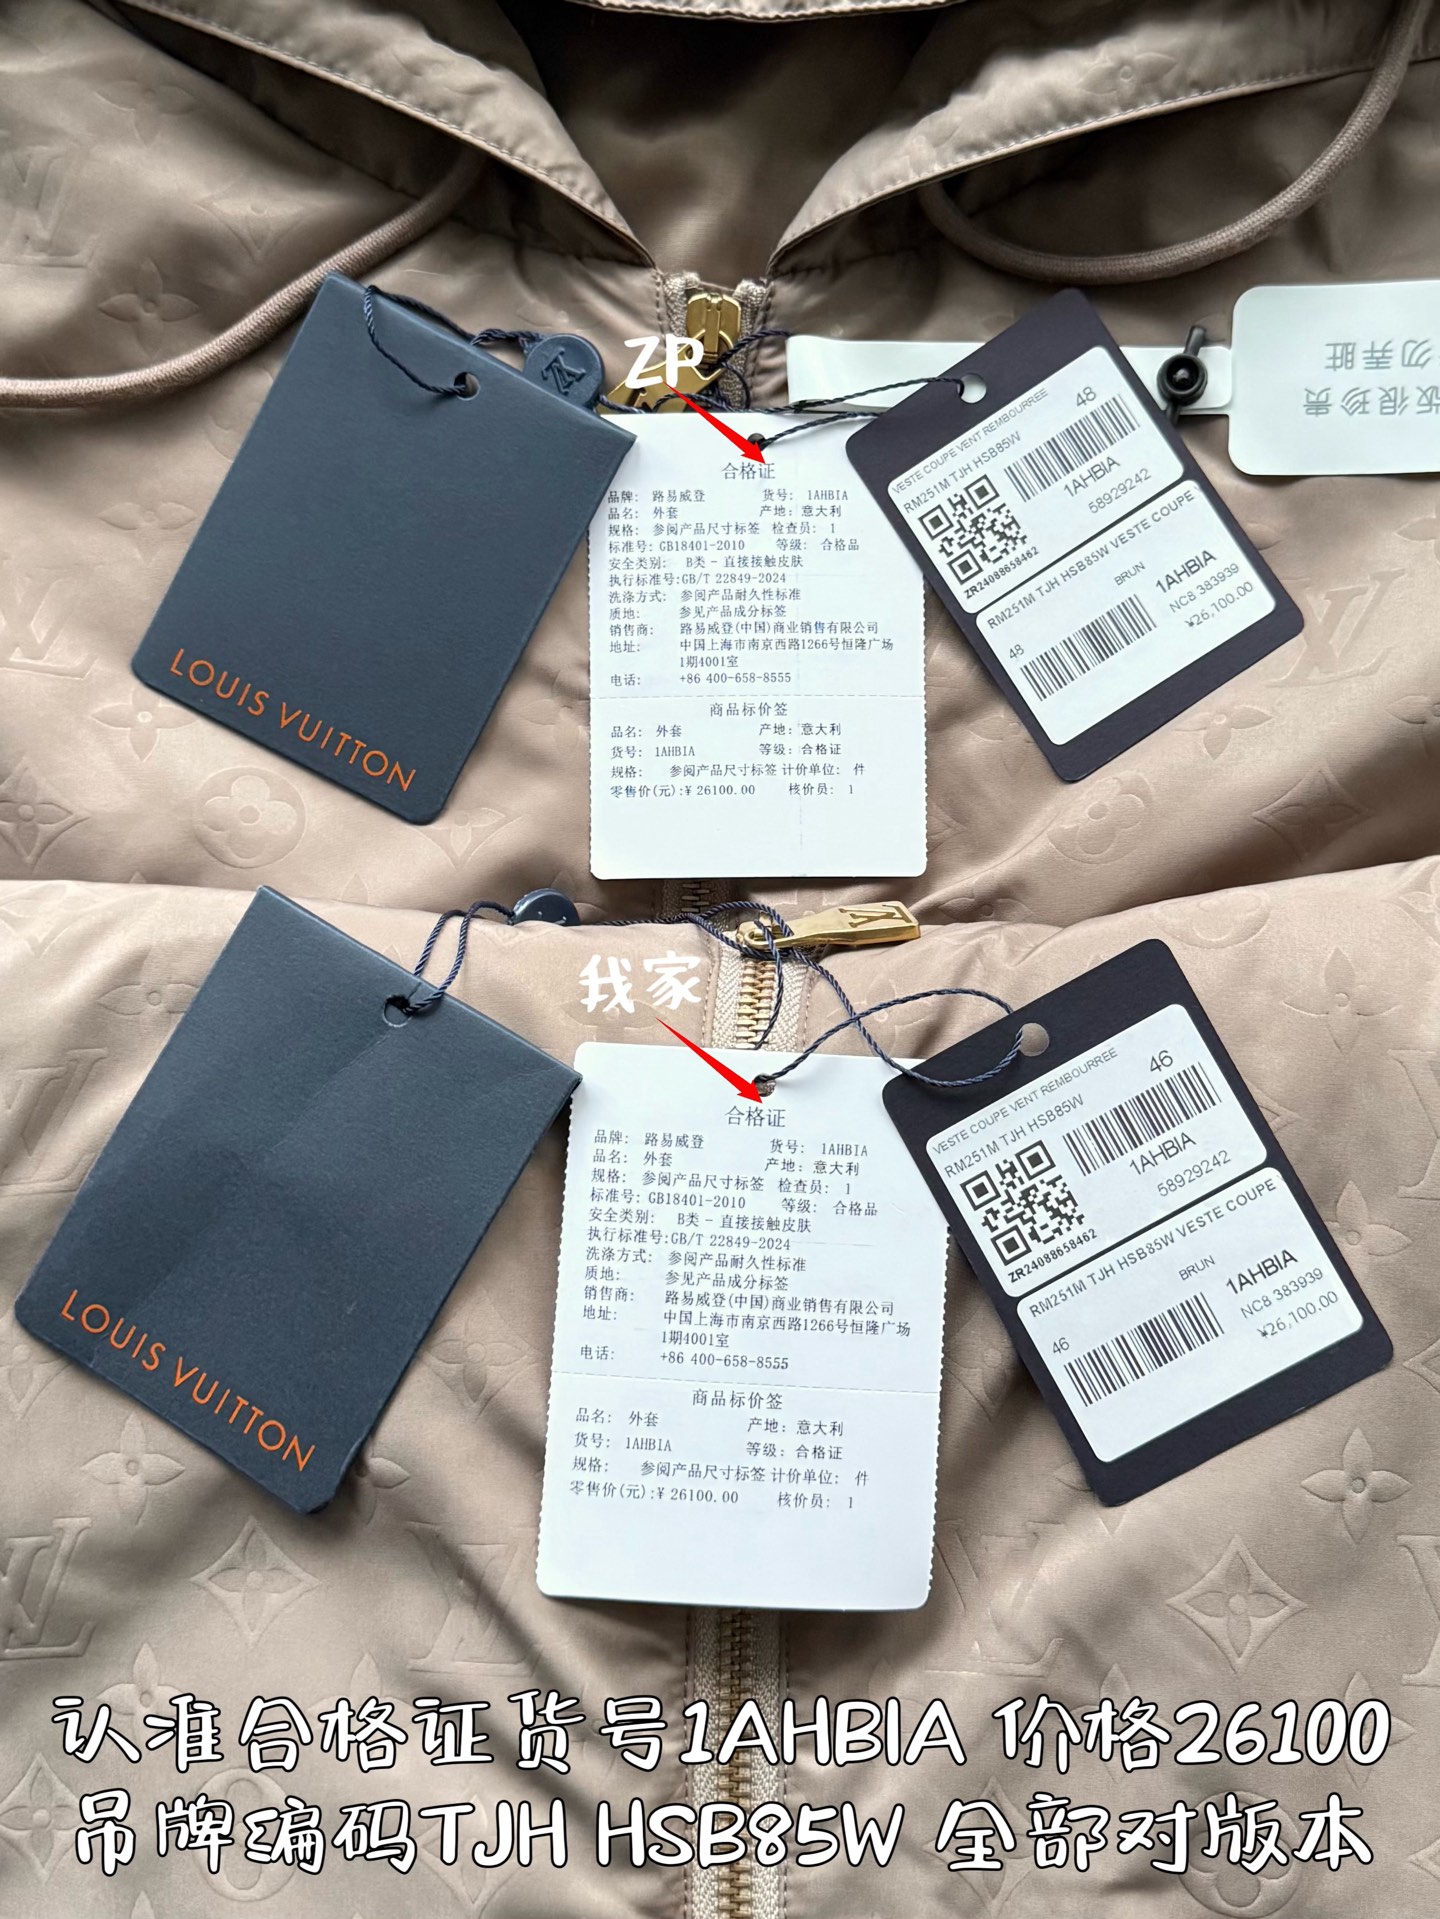 ZP
版很珍贵
勿弄脏
LOUIS VUITTON
合格证
品牌: 路易威登 货号: 1AHBIA
品名: 外套 产地: 意大利
规格: 参阅产品尺寸标签 检查员: 1
标准号: GB18401-2010 等级: 合格品
安全类别: B类 - 直接接触皮肤
执行标准号:GB/T 22849-2024
洗涤方式: 参阅产品耐久性标准
质地: 参见产品成分标签
销售商: 路易威登(中国)商业销售有限公司
地址: 中国上海市南京西路1266号恒隆广场
1期4001室
电话: +86 400-658-8555
商品标价签
品名: 外套 产地: 意大利
货号: 1AHBIA 等级: 合格证
规格: 参阅产品尺寸标签 计价单位: 件
零售价(元):¥ 26100.00 核价员: 1
VESTE COUPE VENT REMBOURREE
RM251M TJH HSB85W 48
1AHBIA
58929242
ZR24088658462
RM251M TJH HSB85W VESTE COUPE
BRUN 1AHBIA
48 NC8 383939
¥26,100.00
我家
LOUIS VUITTON
合格证
品牌: 路易威登 货号: 1AHBIA
品名: 外套 产地: 意大利
规格: 参阅产品尺寸标签 检查员: 1
标准号: GB18401-2010 等级: 合格品
安全类别: B类 - 直接接触皮肤
执行标准号:GB/T 22849-2024
洗涤方式: 参阅产品耐久性标准
质地: 参见产品成分标签
销售商: 路易威登(中国)商业销售有限公司
地址: 中国上海市南京西路1266号恒隆广场
1期4001室
电话: +86 400-658-8555
商品标价签
品名: 外套 产地: 意大利
货号: 1AHBIA 等级: 合格证
规格: 参阅产品尺寸标签 计价单位: 件
零售价(元):¥ 26100.00 核价员: 1
VESTE COUPE VENT REMBOURREE
RM251M TJH HSB85W 46
1AHBIA
58929242
ZR24088658462
RM251M TJH HSB85W VESTE COUPE
BRUN 1AHBIA
46 NC8 383939
¥26,100.00
认准合格证货号1AHBIA 价格26100
吊牌编码TJH HSB85W 全部对版本